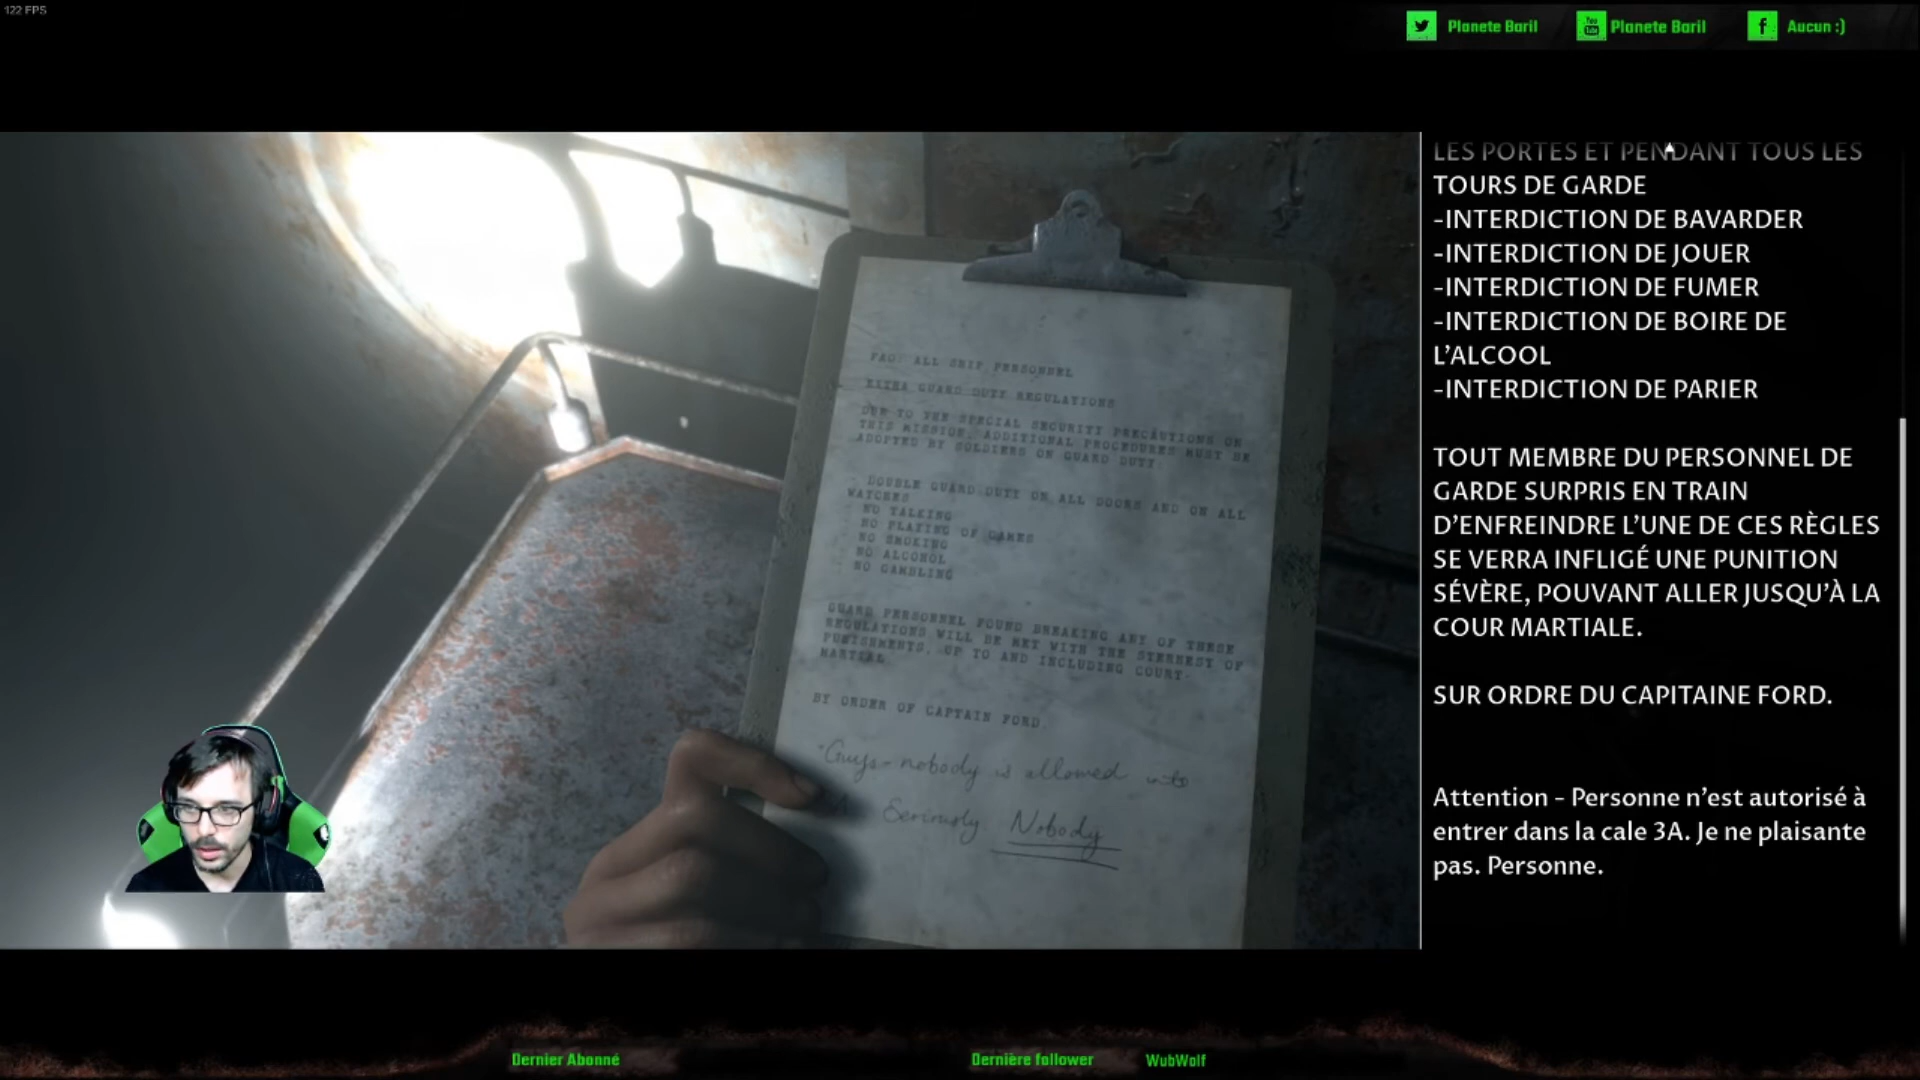 122 FPS
Planete Baril
You
Tube
Planete Baril
Aucun :)
LES PORTES ET PENDANT TOUS LES
TOURS DE GARDE
-INTERDICTION DE BAVARDER
-INTERDICTION DE JOUER
-INTERDICTION DE FUMER
-INTERDICTION DE BOIRE DE
L'ALCOOL
-INTERDICTION DE PARIER
TOUT MEMBRE DU PERSONNEL DE
GARDE SURPRIS EN TRAIN
D'ENFREINDRE L'UNE DE CES RÈGLES
SE VERRA INFLIGÉ UNE PUNITION
SÉVÈRE, POUVANT ALLER JUSQU'À LA
COUR MARTIALE.
SUR ORDRE DU CAPITAINE FORD.
Attention - Personne n'est autorisé à
entrer dans la cale 3A. Je ne plaisante
pas. Personne.
FAO: ALL SHIP PERSONNEL
EXTRA GUARD DUTY REGULATIONS
DUE TO THE SPECIAL SECURITY PRECAUTIONS ON
THIS MISSION, ADDITIONAL PROCEDURES MUST BE
ADOPTED BY SOLDIERS ON GUARD DUTY
- DOUBLE GUARD DUTY ON ALL DOORS AND ON ALL
WATCHES
- NO TALKING
- NO PLAYING OF GAMES
- NO SMOKING
- NO ALCOHOL
- NO GAMBLING
GUARD PERSONNEL FOUND BREAKING ANY OF THESE
REGULATIONS WILL BE MET WITH THE STERNEST OF
PUNISHMENTS, UP TO AND INCLUDING COURT-
MARTIAL
BY ORDER OF CAPTAIN FORD
Guys - nobody is allowed into
Seriously. Nobody
Dernier Abonné
Dernière follower
WubWolf